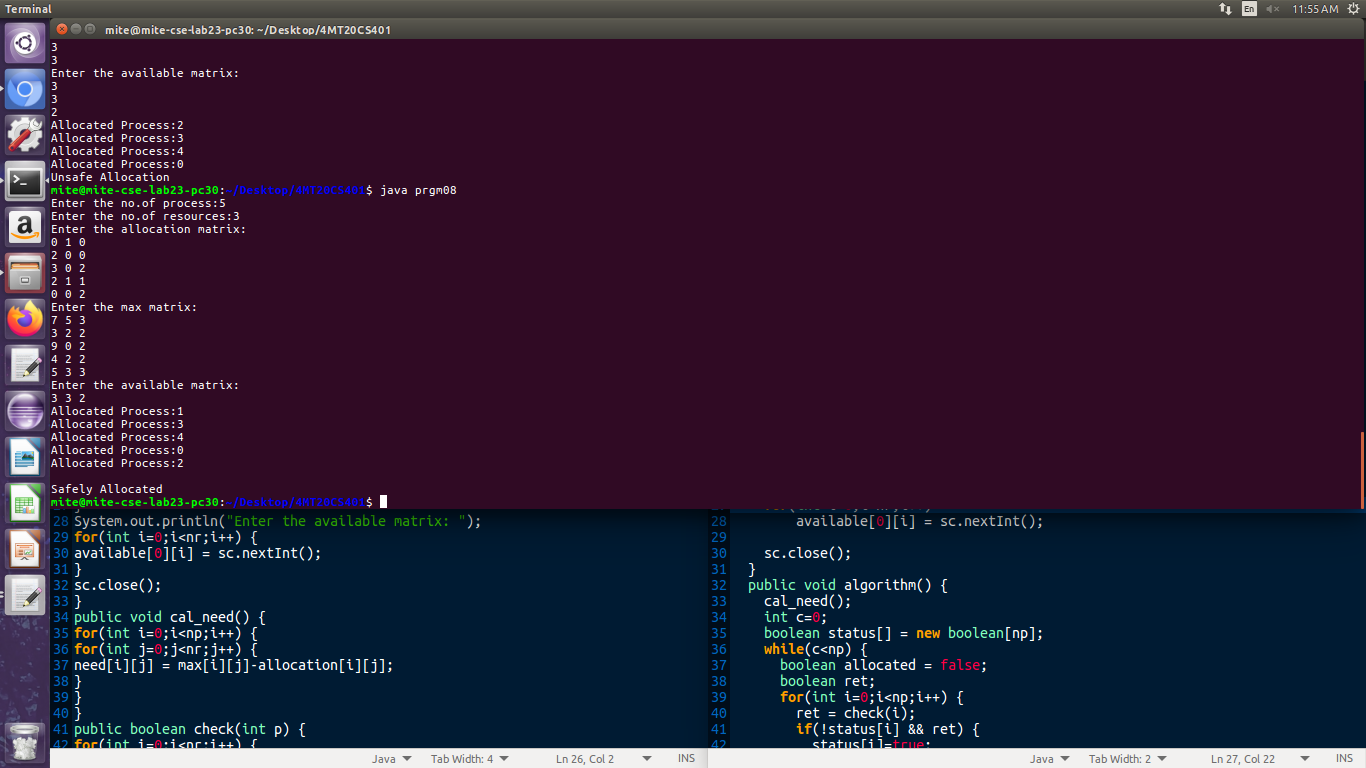 Terminal
En
11:55 AM
mite@mite-cse-lab23-pc30: ~/Desktop/4MT20CS401
3
3
Enter the available matrix:
3
3
2
Allocated Process:2
Allocated Process:3
Allocated Process:4
Allocated Process:0
Unsafe Allocation
mite@mite-cse-lab23-pc30:~/Desktop/4MT20CS401$ java prgm08
Enter the no.of process:5
Enter the no.of resources:3
Enter the allocation matrix:
0 1 0
2 0 0
3 0 2
2 1 1
0 0 2
Enter the max matrix:
7 5 3
3 2 2
9 0 2
4 2 2
5 3 3
Enter the available matrix:
3 3 2
Allocated Process:1
Allocated Process:3
Allocated Process:4
Allocated Process:0
Allocated Process:2
Safely Allocated
mite@mite-cse-lab23-pc30:~/Desktop/4MT20CS401$
28 System.out.println("Enter the available matrix: ");
29 for(int i=0;i<nr;i++) {
30 available[0][i] = sc.nextInt();
31 }
32 sc.close();
33 }
34 public void cal_need() {
35 for(int i=0;i<np;i++) {
36 for(int j=0;j<nr;j++) {
37 need[i][j] = max[i][j]-allocation[i][j];
38 }
39 }
40 }
41 public boolean check(int p) {
42 for(int i=0;i<nr;i++) {
Java Tab Width: 4 Ln 26, Col 2 INS
28 available[0][i] = sc.nextInt();
29
30 sc.close();
31 }
32 public void algorithm() {
33 cal_need();
34 int c=0;
35 boolean status[] = new boolean[np];
36 while(c<np) {
37 boolean allocated = false;
38 boolean ret;
39 for(int i=0;i<np;i++) {
40 ret = check(i);
41 if(!status[i] && ret) {
42 status[i]=true;
Java Tab Width: 2 Ln 27, Col 22 INS